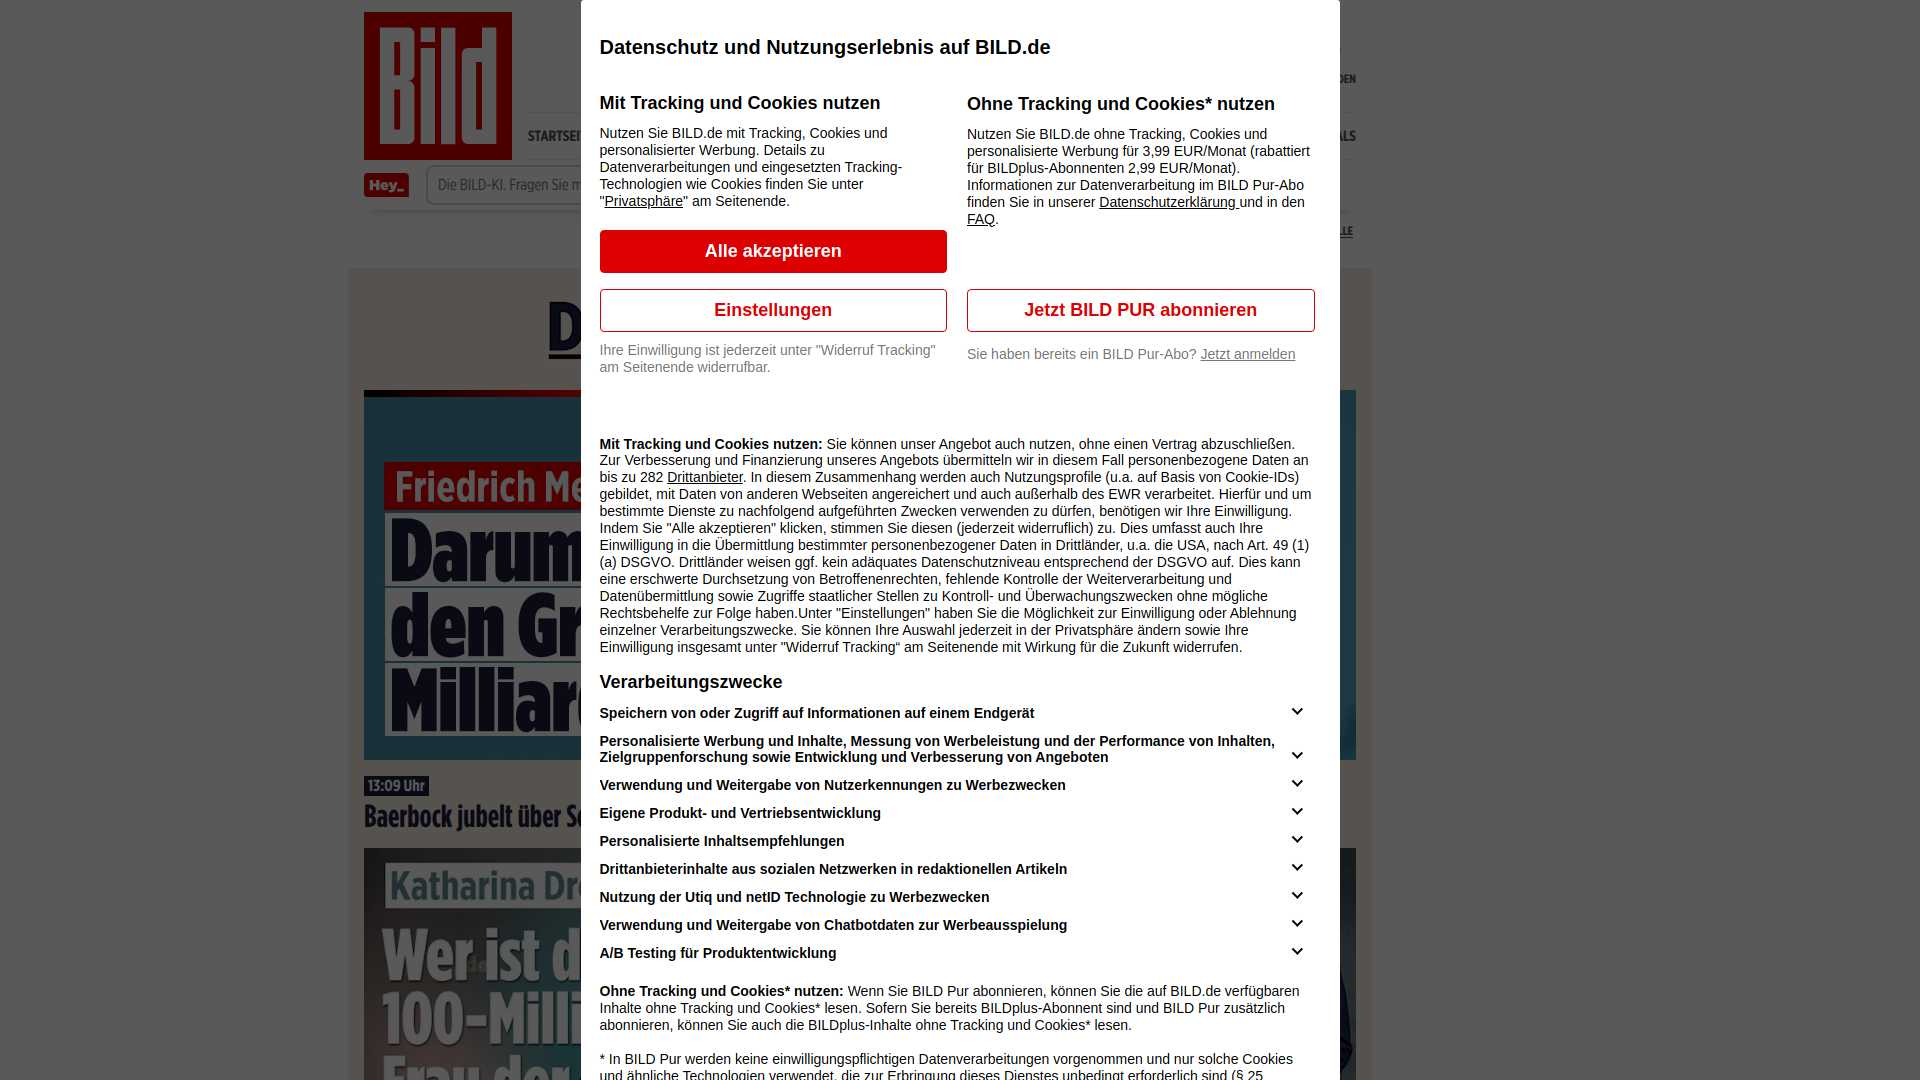 Bild
DEN
STARTSEI
ALS
Hey_
Die BILD-KI. Fragen Sie m
LLE
D
Friedrich Me
Darum
den Gr
Milliar
13:09 Uhr
Baerbock jubelt über Se
Katharina Dr
Wer ist d
100-Milli
Frau der
Datenschutz und Nutzungserlebnis auf BILD.de
Mit Tracking und Cookies nutzen
Nutzen Sie BILD.de mit Tracking, Cookies und
personalisierter Werbung. Details zu
Datenverarbeitungen und eingesetzten Tracking-
Technologien wie Cookies finden Sie unter
"Privatsphäre" am Seitenende.
Alle akzeptieren
Einstellungen
Ihre Einwilligung ist jederzeit unter "Widerruf Tracking"
am Seitenende widerrufbar.
Ohne Tracking und Cookies* nutzen
Nutzen Sie BILD.de ohne Tracking, Cookies und
personalisierte Werbung für 3,99 EUR/Monat (rabattiert
für BILDplus-Abonnenten 2,99 EUR/Monat).
Informationen zur Datenverarbeitung im BILD Pur-Abo
finden Sie in unserer Datenschutzerklärung und in den
FAQ.
Jetzt BILD PUR abonnieren
Sie haben bereits ein BILD Pur-Abo? Jetzt anmelden
Mit Tracking und Cookies nutzen: Sie können unser Angebot auch nutzen, ohne einen Vertrag abzuschließen.
Zur Verbesserung und Finanzierung unseres Angebots übermitteln wir in diesem Fall personenbezogene Daten an
bis zu 282 Drittanbieter. In diesem Zusammenhang werden auch Nutzungsprofile (u.a. auf Basis von Cookie-IDs)
gebildet, mit Daten von anderen Webseiten angereichert und auch außerhalb des EWR verarbeitet. Hierfür und um
bestimmte Dienste zu nachfolgend aufgeführten Zwecken verwenden zu dürfen, benötigen wir Ihre Einwilligung.
Indem Sie "Alle akzeptieren" klicken, stimmen Sie diesen (jederzeit widerruflich) zu. Dies umfasst auch Ihre
Einwilligung in die Übermittlung bestimmter personenbezogener Daten in Drittländer, u.a. die USA, nach Art. 49 (1)
(a) DSGVO. Drittländer weisen ggf. kein adäquates Datenschutzniveau entsprechend der DSGVO auf. Dies kann
eine erschwerte Durchsetzung von Betroffenenrechten, fehlende Kontrolle der Weiterverarbeitung und
Datenübermittlung sowie Zugriffe staatlicher Stellen zu Kontroll- und Überwachungszwecken ohne mögliche
Rechtsbehelfe zur Folge haben.Unter "Einstellungen" haben Sie die Möglichkeit zur Einwilligung oder Ablehnung
einzelner Verarbeitungszwecke. Sie können Ihre Auswahl jederzeit in der Privatsphäre ändern sowie Ihre
Einwilligung insgesamt unter "Widerruf Tracking“ am Seitenende mit Wirkung für die Zukunft widerrufen.
Verarbeitungszwecke
Speichern von oder Zugriff auf Informationen auf einem Endgerät
Personalisierte Werbung und Inhalte, Messung von Werbeleistung und der Performance von Inhalten,
Zielgruppenforschung sowie Entwicklung und Verbesserung von Angeboten
Verwendung und Weitergabe von Nutzerkennungen zu Werbezwecken
Eigene Produkt- und Vertriebsentwicklung
Personalisierte Inhaltsempfehlungen
Drittanbieterinhalte aus sozialen Netzwerken in redaktionellen Artikeln
Nutzung der Utiq und netID Technologie zu Werbezwecken
Verwendung und Weitergabe von Chatbotdaten zur Werbeausspielung
A/B Testing für Produktentwicklung
Ohne Tracking und Cookies* nutzen: Wenn Sie BILD Pur abonnieren, können Sie die auf BILD.de verfügbaren
Inhalte ohne Tracking und Cookies* lesen. Sofern Sie bereits BILDplus-Abonnent sind und BILD Pur zusätzlich
abonnieren, können Sie auch die BILDplus-Inhalte ohne Tracking und Cookies* lesen.
* In BILD Pur werden keine einwilligungspflichtigen Datenverarbeitungen vorgenommen und nur solche Cookies
und ähnliche Technologien verwendet, die zur Erbringung dieses Dienstes unbedingt erforderlich sind (§ 25